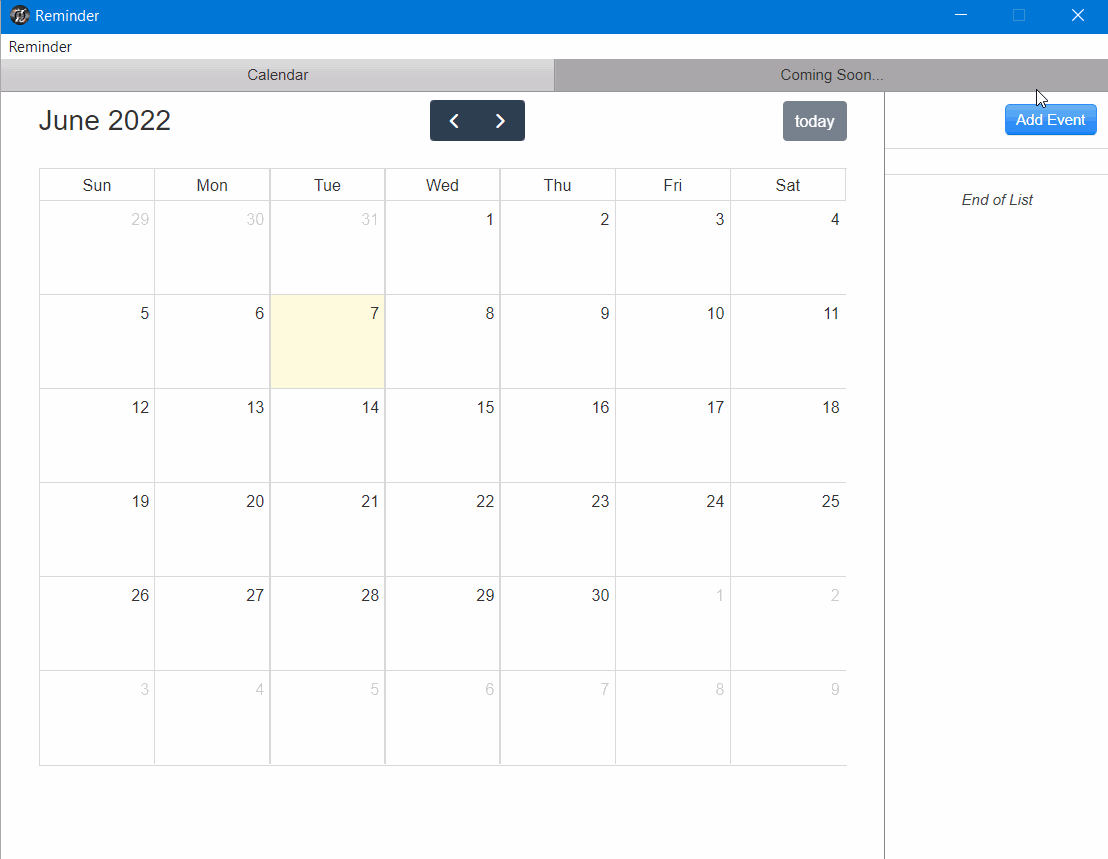 Reminder
Reminder
Calendar Coming Soon...
June 2022 today Add Event
Sun Mon Tue Wed Thu Fri Sat
End of List
29 30 31 1 2 3 4
5 6 7 8 9 10 11
12 13 14 15 16 17 18
19 20 21 22 23 24 25
26 27 28 29 30 1 2
3 4 5 6 7 8 9